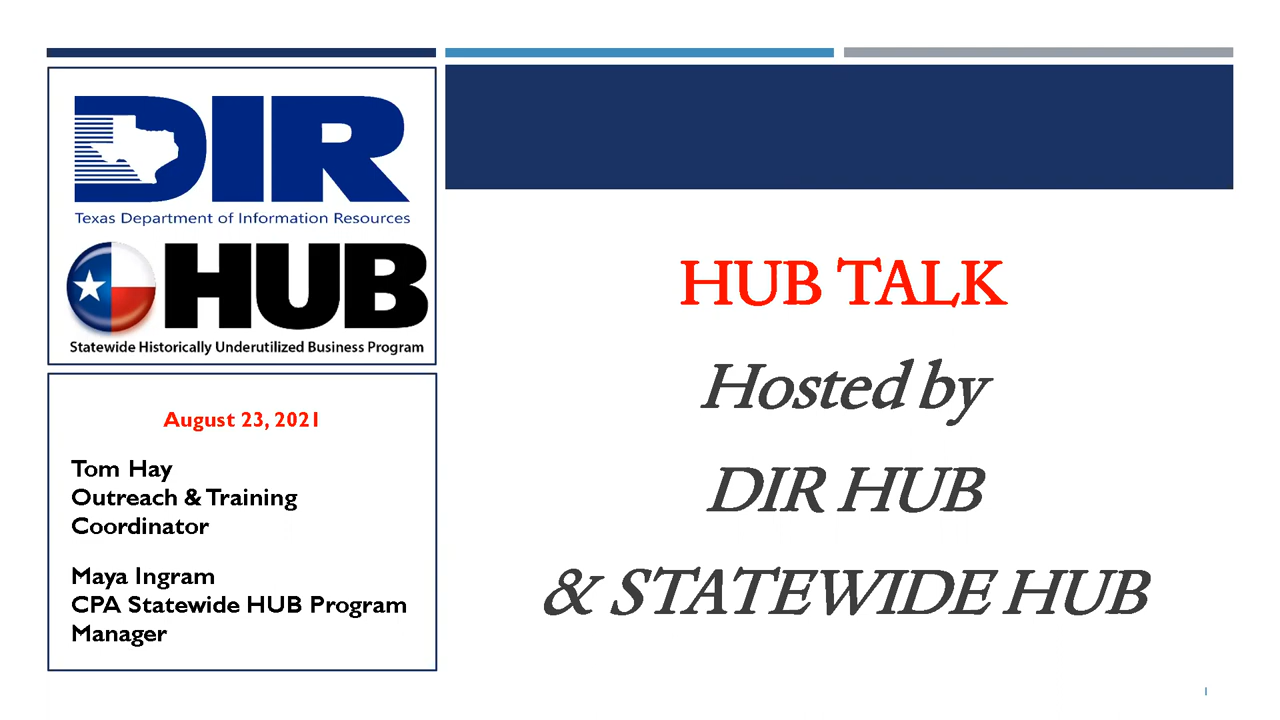 DIR
Texas Department of Information Resources
HUB
Statewide Historically Underutilized Business Program
August 23, 2021
Tom Hay
Outreach & Training
Coordinator
Maya Ingram
CPA Statewide HUB Program
Manager
HUB TALK
Hosted by
DIR HUB
& STATEWIDE HUB
1